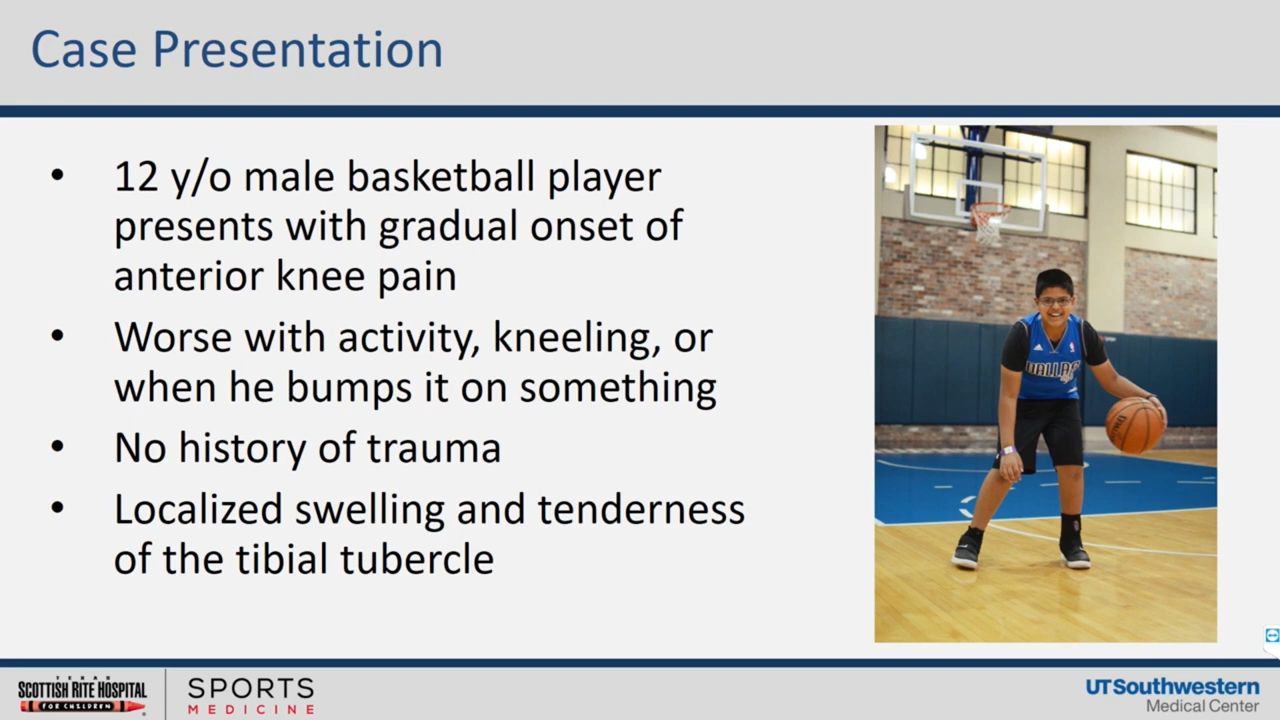 Case Presentation
• 12 y/o male basketball player
presents with gradual onset of
anterior knee pain
• Worse with activity, kneeling, or
when he bumps it on something
• No history of trauma
• Localized swelling and tenderness
of the tibial tubercle
DALLAS
TEXAS
SCOTTISH RITE HOSPITAL
FOR CHILDREN
SPORTS
MEDICINE
UTSouthwestern
Medical Center